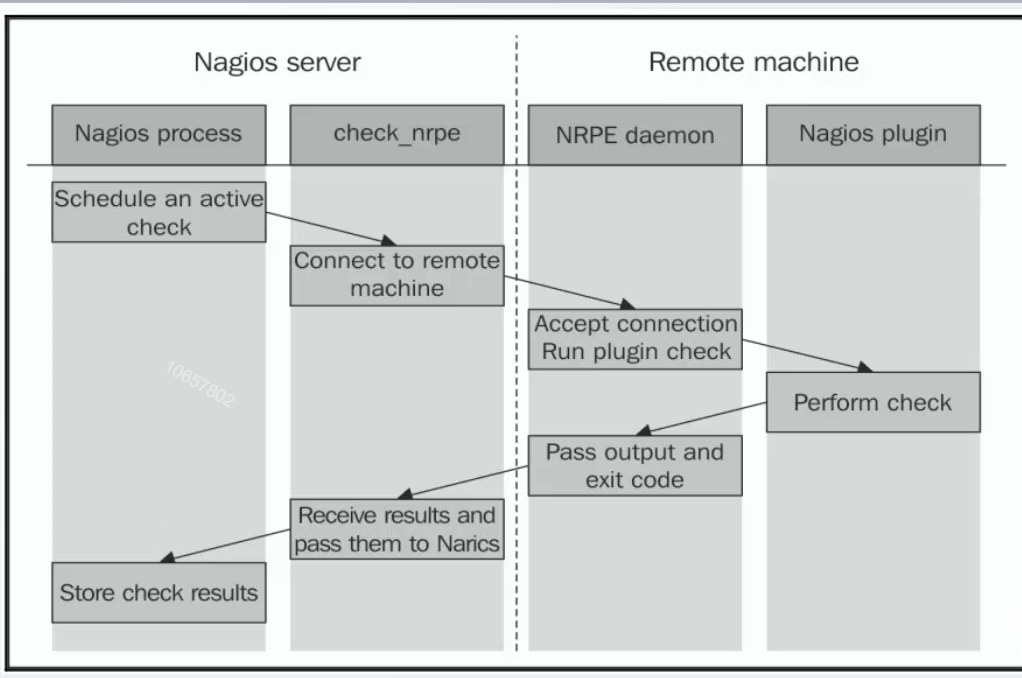 Nagios server
Remote machine
Nagios process
check_nrpe
NRPE daemon
Nagios plugin
Schedule an active
check
Connect to remote
machine
Accept connection
Run plugin check
Perform check
Pass output and
exit code
Receive results and
pass them to Narics
Store check results
10657802